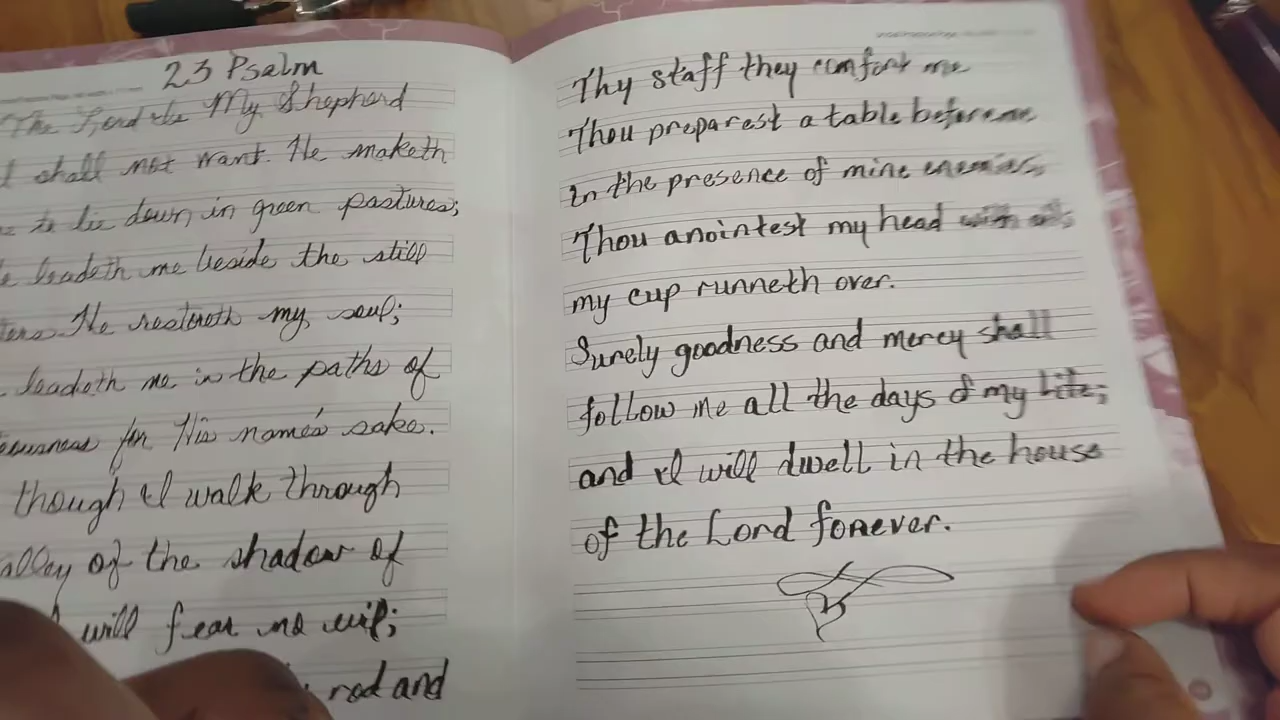 23 Psalm
The Lord is My Shepherd
I shall not want. He maketh
to lie down in green pastures;
leadeth me beside the still
He restoreth my soul;
leadeth me in the paths of
for His name's sake.
though I walk through
of the shadow of
will fear no evil;
rod and
Thy staff they comfort me
Thou preparest a table before me
In the presence of mine enemies,
Thou anointest my head with
my cup runneth over.
Surely goodness and mercy shall
follow me all the days of my life;
and I will dwell in the house
of the Lord forever.